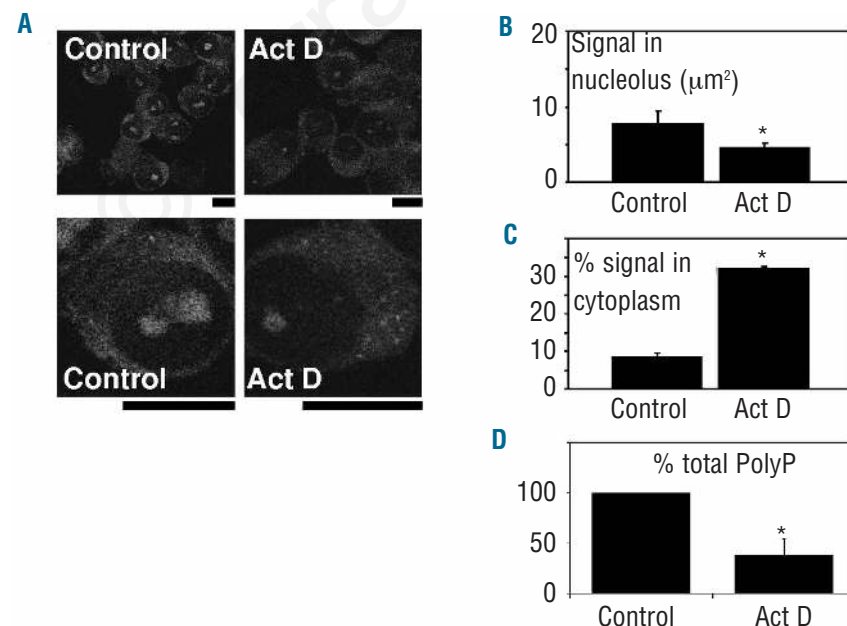 A
Control
Act D
Control
Act D
B
20
10
0
Signal in
nucleolus (µm²)
*
Control
Act D
C
30
20
10
0
% signal in
cytoplasm
*
Control
Act D
D
100
50
0
% total PolyP
*
Control
Act D